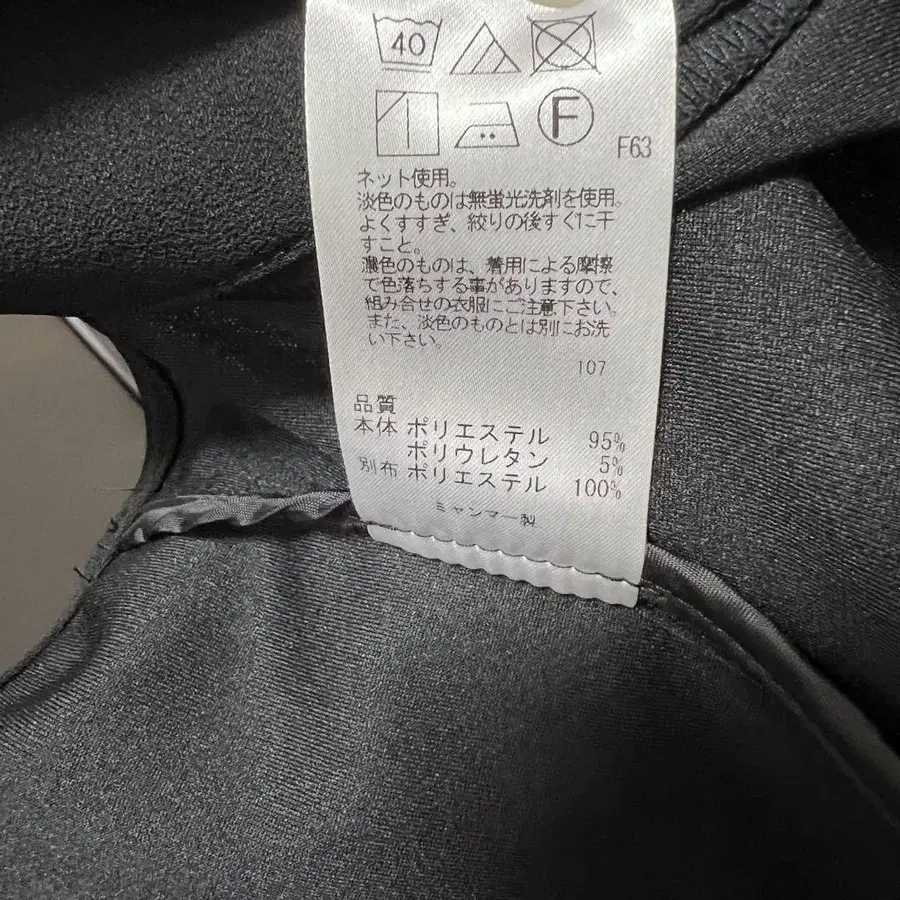 40
F
F63
ネット使用。
淡色のものは無蛍光洗剤を使用。
よくすすぎ、絞りの後すぐに干
すこと。
濃色のものは、着用による摩擦
で色落ちする事がありますので、
組み合せの衣服にご注意下さい。
また、淡色のものとは別にお洗
い下さい。
107
品質
本体 ポリエステル 95%
ポリウレタン 5%
別布 ポリエステル 100%
ミャンマー製